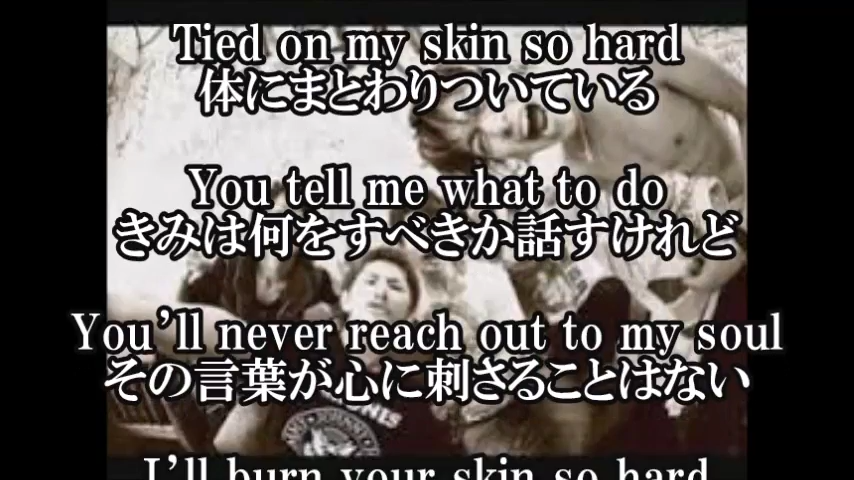 Tied on my skin so hard
体にまとわりついている
You tell me what to do
きみは何をすべきか話すけれど
You'll never reach out to my soul
その言葉が心に刺さることはない
I'll burn your skin so hard